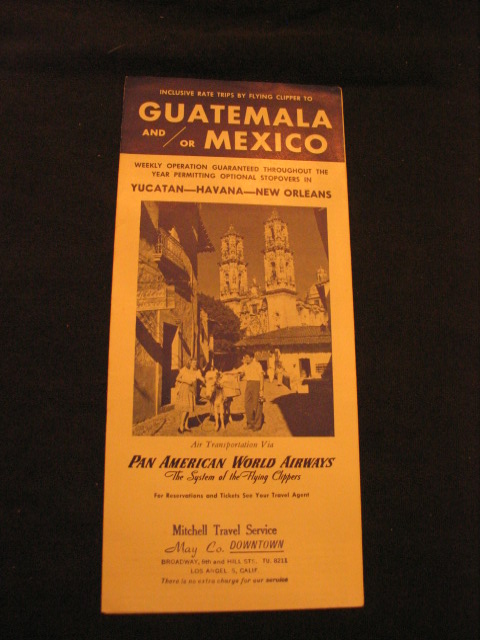 INCLUSIVE RATE TRIPS BY FLYING CLIPPER TO
GUATEMALA
AND / OR MEXICO
WEEKLY OPERATION GUARANTEED THROUGHOUT THE
YEAR PERMITTING OPTIONAL STOPOVERS IN
YUCATAN—HAVANA—NEW ORLEANS
Air Transportation Via
PAN AMERICAN WORLD AIRWAYS
The System of the Flying Clippers
For Reservations and Tickets See Your Travel Agent
Mitchell Travel Service
May Co. DOWNTOWN
BROADWAY, 8th and HILL STS. TU. 8211
LOS ANGELES, CALIF.
There is no extra charge for our service